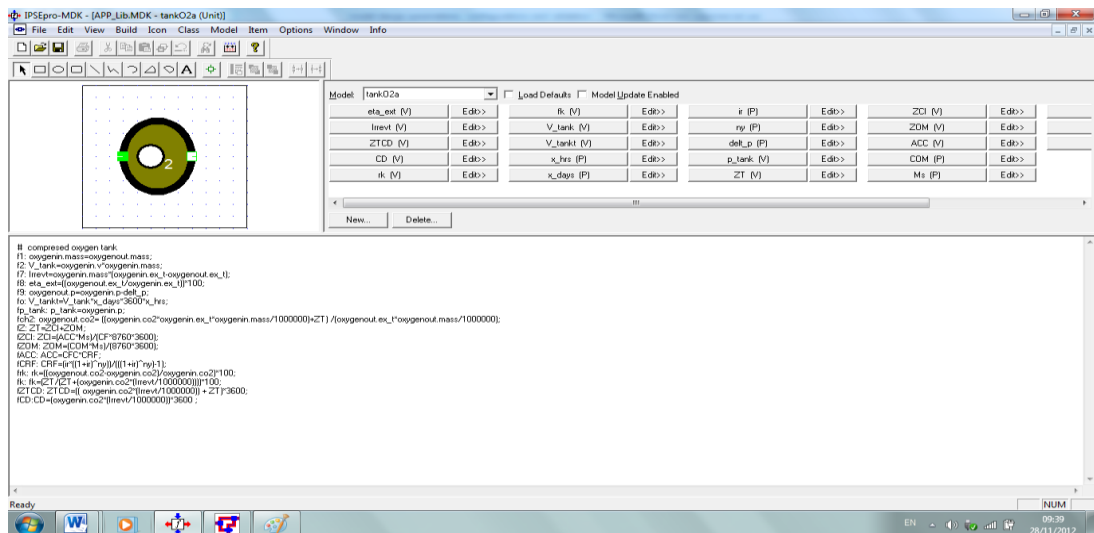 IPSEpro-MDK - [APP_Lib.MDK - tankO2a (Unit)]
File Edit View Build Icon Class Model Item Options Window Info
A
Model: tankO2a Load Defaults Model Update Enabled
eta_ext (V) Edit>> fk (V) Edit>> ir (P) Edit>> ZCI (V) Edit>>
Irrevt (V) Edit>> V_tank (V) Edit>> ny (P) Edit>> ZOM (V) Edit>>
ZTCD (V) Edit>> V_tankt (V) Edit>> delt_p (P) Edit>> ACC (V) Edit>>
CD (V) Edit>> x_hrs (P) Edit>> p_tank (V) Edit>> COM (P) Edit>>
rk (V) Edit>> x_days (P) Edit>> ZT (V) Edit>> Ms (P) Edit>>
2
New... Delete...
# compresed oxygen tank
f1: oxygenin.mass=oxygenout.mass;
f2: V_tank=oxygenin.v*oxygenin.mass;
f7: Irrevt=oxygenin.mass*(oxygenin.ex_t-oxygenout.ex_t);
f8: eta_ext=(oxygenout.ex_t/oxygenin.ex_t))*100;
f9: oxygenout.p=oxygenin.p-delt_p;
fo: V_tankt=V_tank*x_days*3600*x_hrs;
fp_tank: p_tank=oxygenin.p;
fch2: oxygenout.co2= ((oxygenin.co2*oxygenin.ex_t*oxygenin.mass/1000000)+ZT) /(oxygenout.ex_t*oxygenout.mass/1000000);
fZ: ZT=ZCI+ZOM;
fZCI: ZCI=(ACC*Ms)/(CF*8760*3600);
fZOM: ZOM=(COM*Ms)/(8760*3600);
fACC: ACC=CFC*CRF;
fCRF: CRF=(ir*((1+ir)^ny))/(((1+ir)^ny)-1);
frk: rk=((oxygenout.co2-oxygenin.co2)/oxygenin.co2)*100;
fk: fk=(ZT/(ZT+(oxygenin.co2*(Irrevt/1000000))))*100;
fZTCD: ZTCD=(( oxygenin.co2*(Irrevt/1000000)) + ZT)*3600;
fCD:CD=(oxygenin.co2*(Irrevt/1000000))*3600 ;
Ready NUM
EN 09:39
28/11/2012